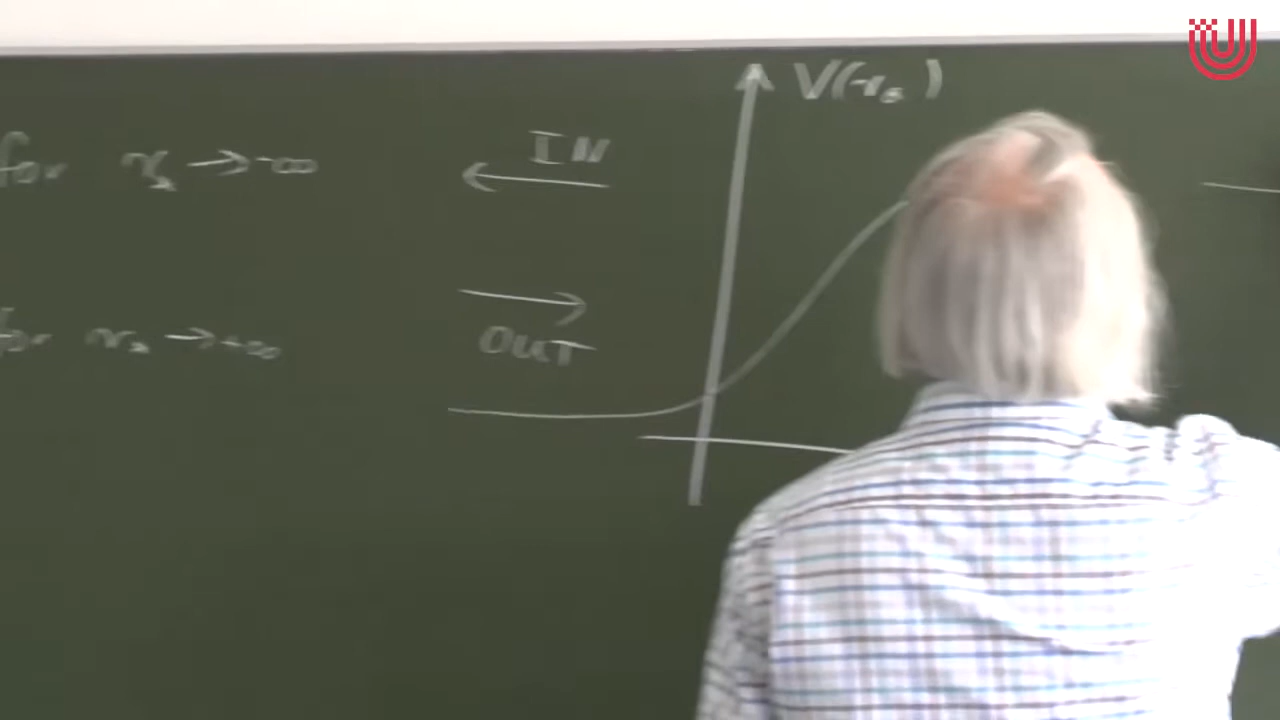 for r* → -∞
IN
V(r*)
for r* → +∞
OUT